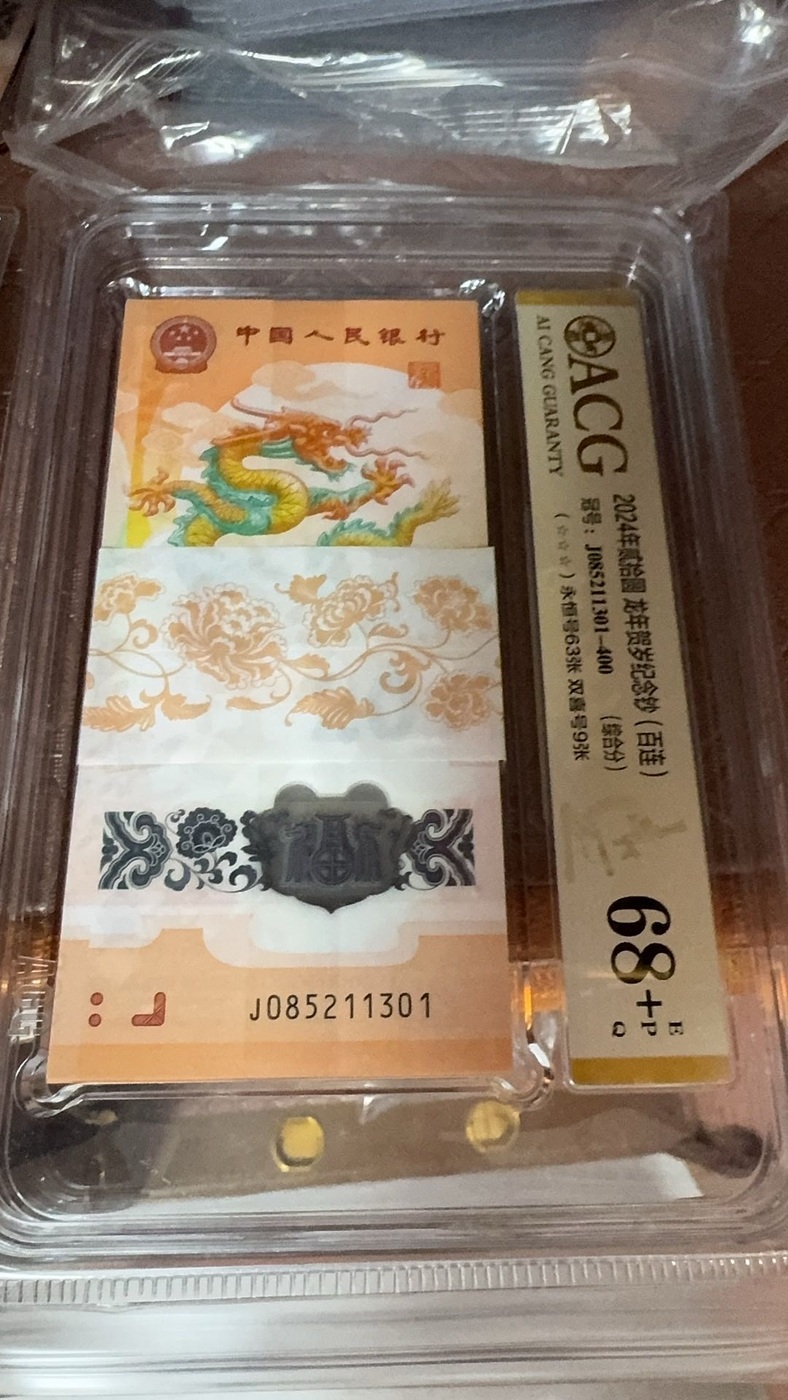 中国人民银行
J085211301
ACG
AI CANG GUARANTY
2024年贰拾圆 龙年贺岁纪念钞（百连）
冠号：J085211301-400 （综合分）
（☆☆☆）永恒号63张 双喜号9张
68+
E
P
Q